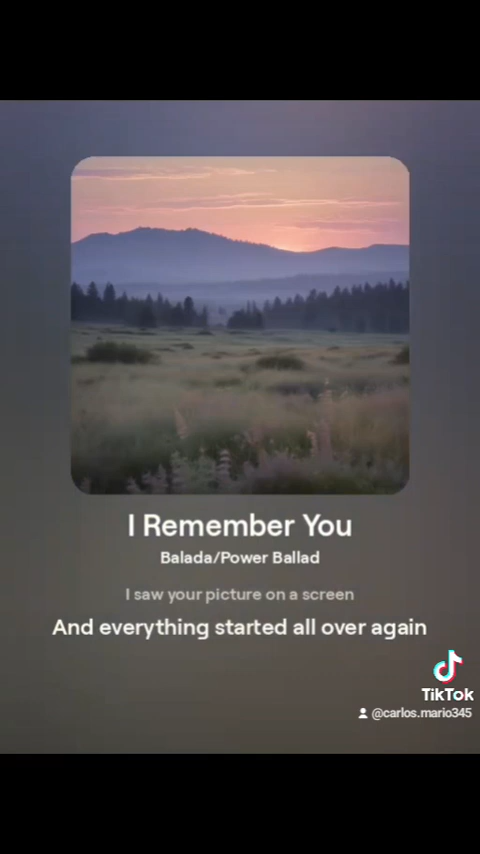 I Remember You
Balada/Power Ballad
I saw your picture on a screen
And everything started all over again
TikTok
@carlos.mario345